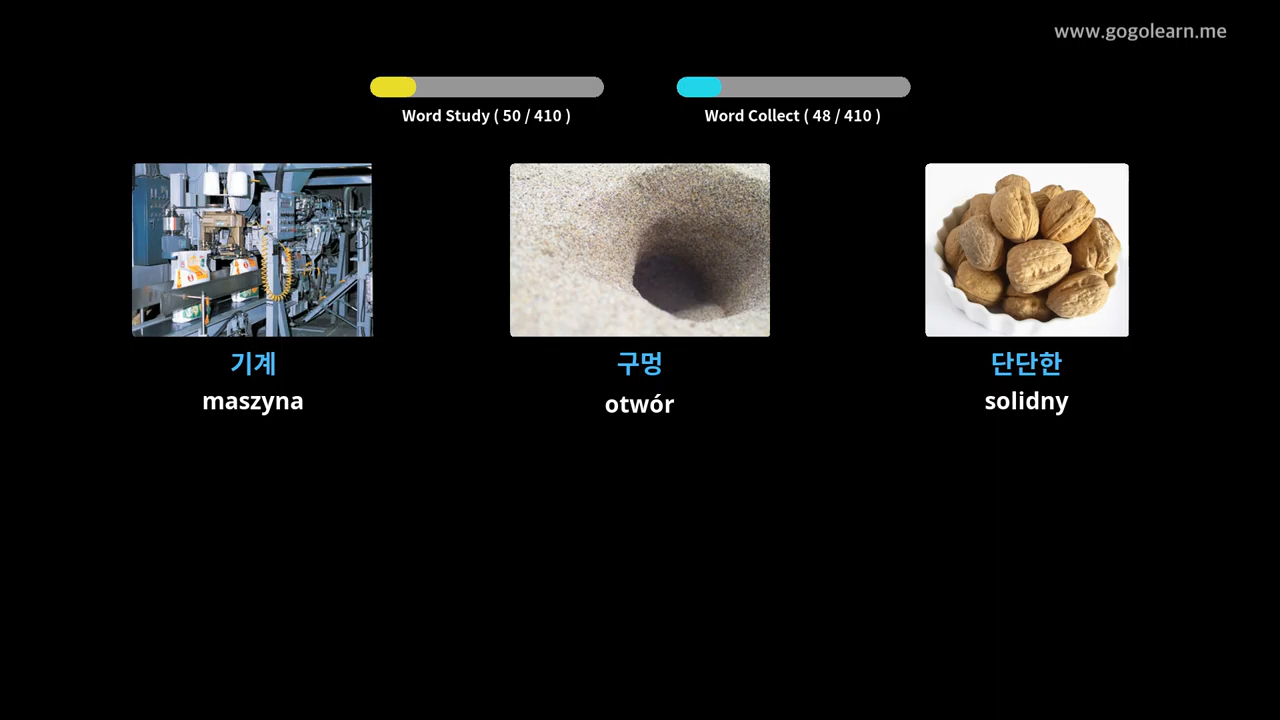 www.gogolearn.me
Word Study ( 50 / 410 )
Word Collect ( 48 / 410 )
기계
maszyna
구멍
otwór
단단한
solidny